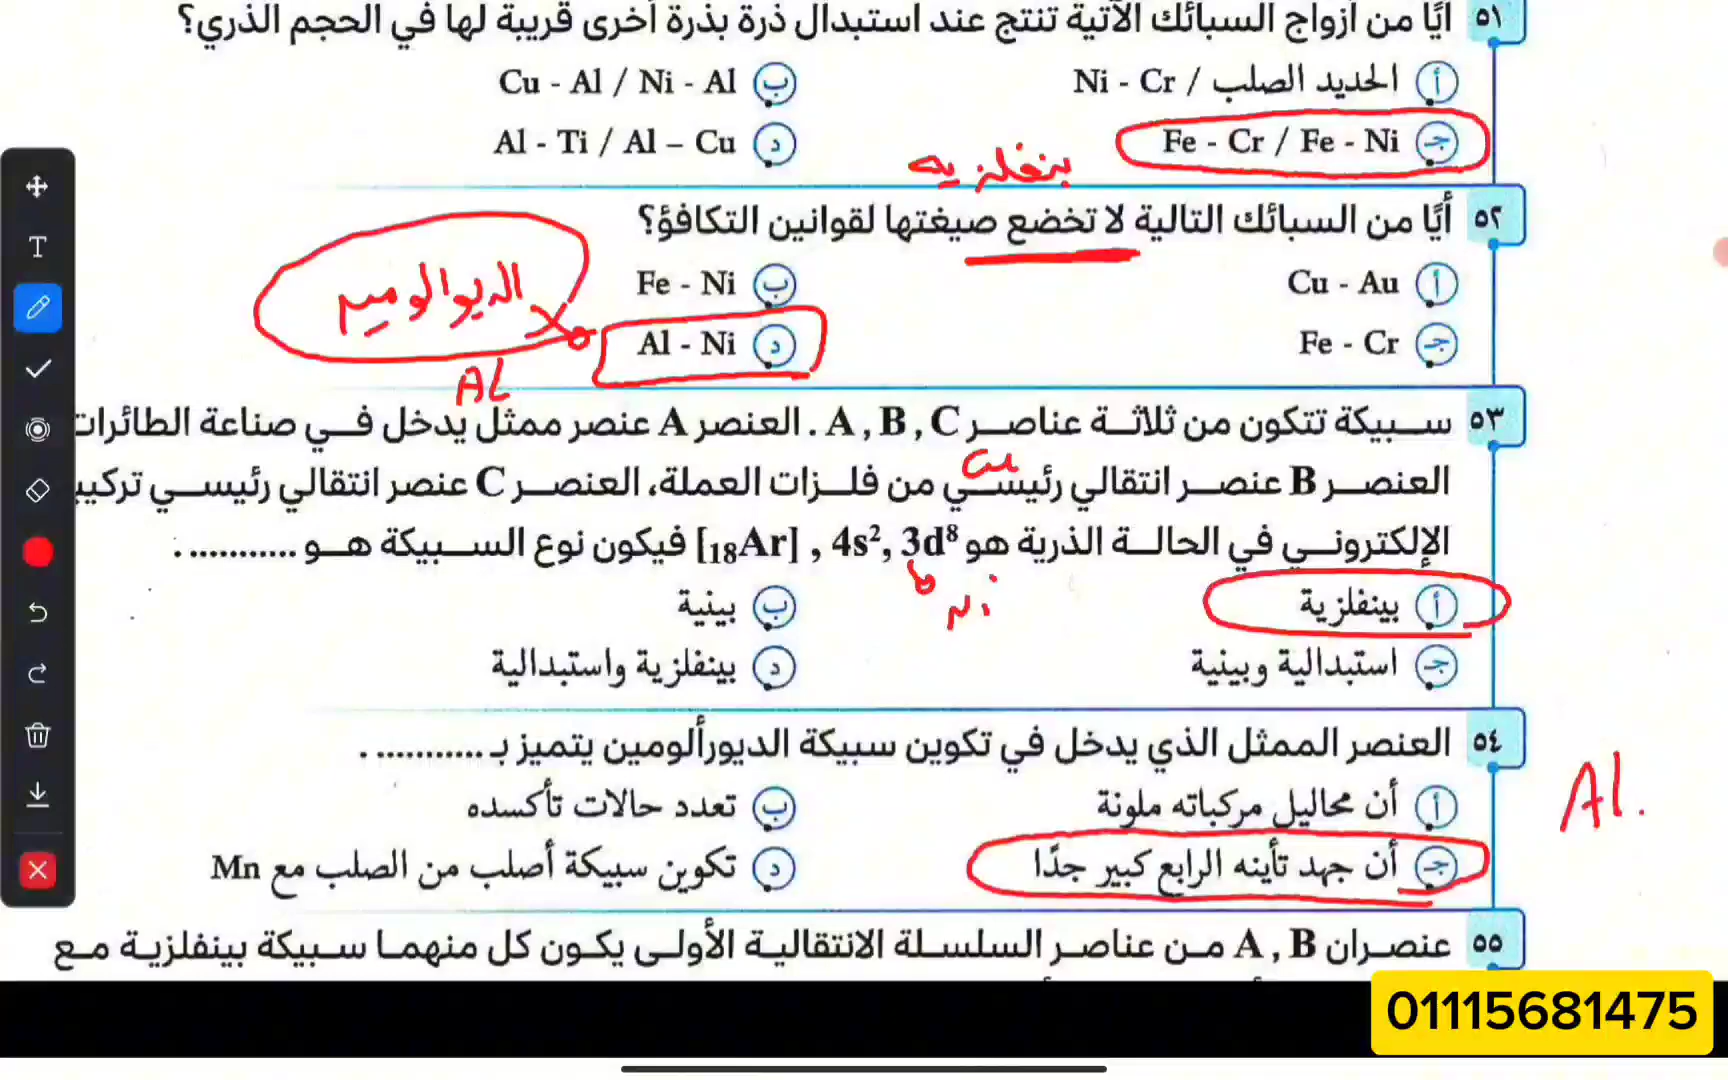 ٥١ أيًا من أزواج السبائك الآتية تنتج عند استبدال ذرة بذرة أخرى قريبة لها في الحجم الذري؟
أ الحديد الصلب / Ni - Cr
ب Cu - Al / Ni - Al
جـ Fe - Cr / Fe - Ni
د Al - Ti / Al – Cu
بنفلزيه
٥٢ أيًا من السبائك التالية لا تخضع صيغتها لقوانين التكافؤ؟
أ Cu - Au
ب Fe - Ni
جـ Fe - Cr
د Al - Ni
الديوالوميم
Al
٥٣ سبيكة تتكون من ثلاثة عناصر A , B , C . العنصر A عنصر ممثل يدخل في صناعة الطائرات
العنصر B عنصر انتقالي رئيسي من فلزات العملة، العنصر C عنصر انتقالي رئيسي تركيب
الإلكتروني في الحالة الذرية هو [₁₈Ar] , 4s², 3d⁸ فيكون نوع السبيكة هو ............
Cu
Ni
أ بينفلزية
ب بينية
جـ استبدالية وبينية
د بينفلزية واستبدالية
٥٤ العنصر الممثل الذي يدخل في تكوين سبيكة الديورألومين يتميز بـ ............
Al.
أ أن محاليل مركباته ملونة
ب تعدد حالات تأكسده
جـ أن جهد تأينه الرابع كبير جدًا
د تكوين سبيكة أصلب من الصلب مع Mn
٥٥ عنصران A , B من عناصر السلسلة الانتقالية الأولى يكون كل منهما سبيكة بينفلزية مع
01115681475